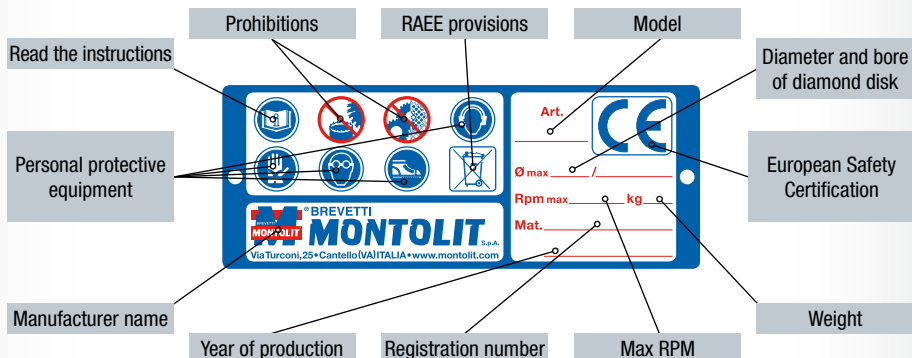 Prohibitions
RAEE provisions
Model
Read the instructions
Diameter and bore
of diamond disk
Personal protective
equipment
European Safety
Certification
Art.
CE
Ø max /
Rpm max kg
Mat.
BREVETTI
MONTOLIT
®BREVETTI
MONTOLIT S.p.A.
Via Turconi,25•Cantello(VA)ITALIA•www.montolit.com
Manufacturer name
Weight
Year of production
Registration number
Max RPM